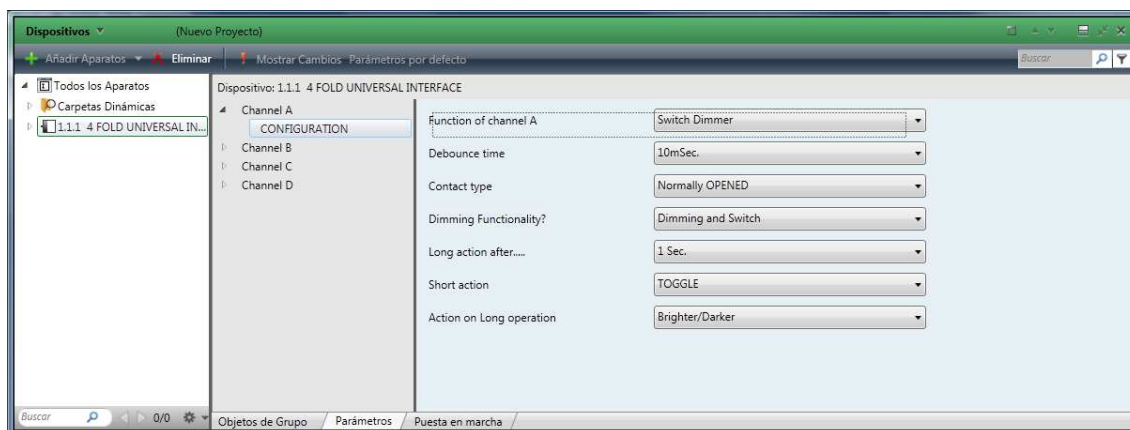 Dispositivos (Nuevo Proyecto)
Añadir Aparatos Eliminar Mostrar Cambios Parámetros por defecto Buscar
Todos los Aparatos
Carpetas Dinámicas
1.1.1 4 FOLD UNIVERSAL IN...
Dispositivo: 1.1.1 4 FOLD UNIVERSAL INTERFACE
Channel A
CONFIGURATION
Channel B
Channel C
Channel D
Function of channel A Switch Dimmer
Debounce time 10mSec.
Contact type Normally OPENED
Dimming Functionality? Dimming and Switch
Long action after..... 1 Sec.
Short action TOGGLE
Action on Long operation Brighter/Darker
Buscar 0/0
Objetos de Grupo Parámetros Puesta en marcha